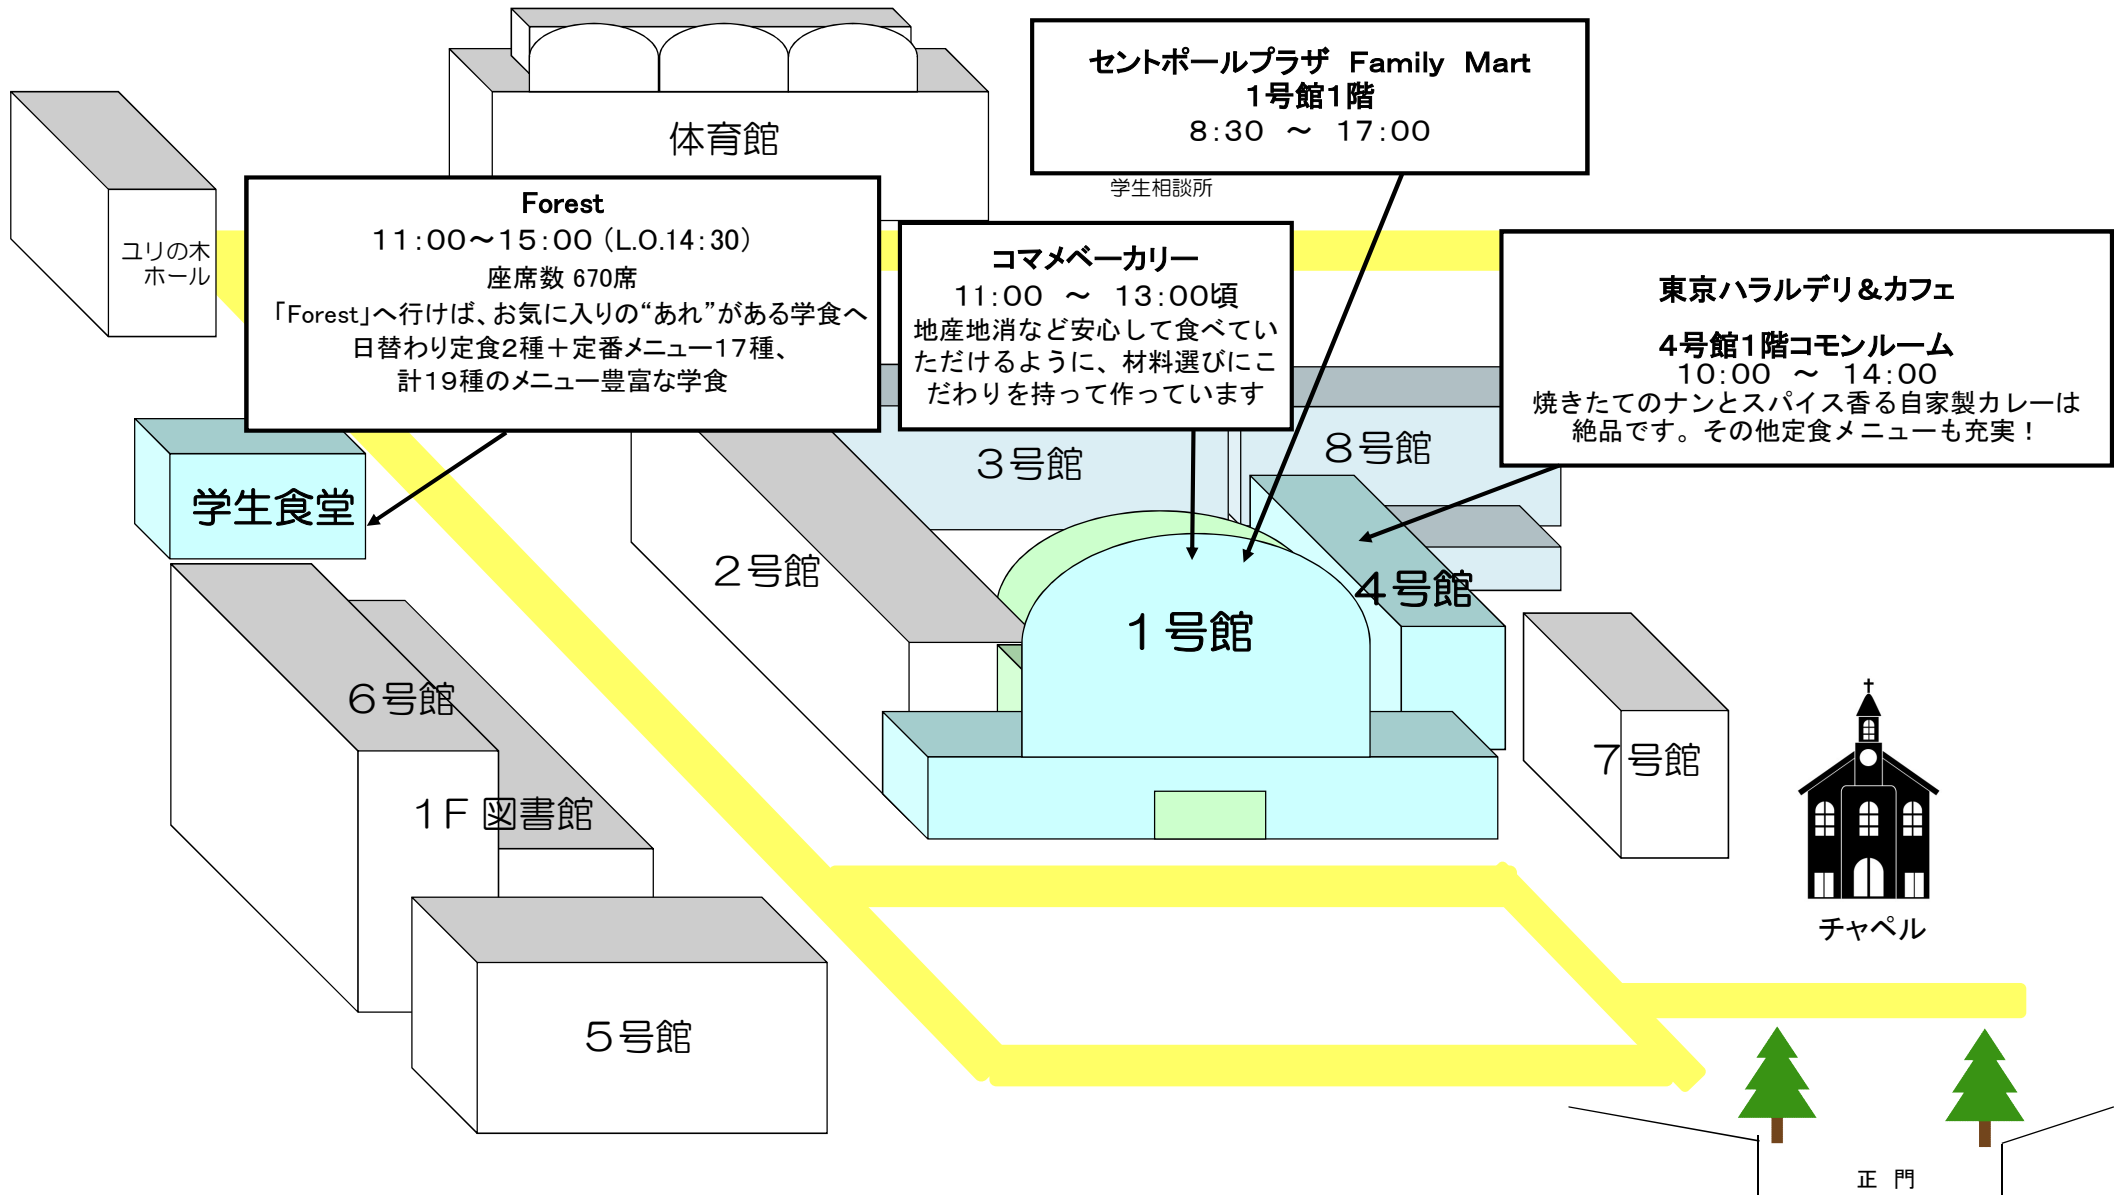 セントポールプラザ Family Mart
1号館1階
8:30 ～ 17:00
体育館
学生相談所
Forest
11:00～15:00 (L.O.14:30)
座席数 670席
「Forest」へ行けば、お気に入りの“あれ”がある学食へ
日替わり定食2種＋定番メニュー17種、
計19種のメニュー豊富な学食
ユリの木
ホール
コマメベーカリー
11:00 ～ 13:00頃
地産地消など安心して食べてい
ただけるように、材料選びにこ
だわりを持って作っています
東京ハラルデリ&カフェ
4号館1階コモンルーム
10:00 ～ 14:00
焼きたてのナンとスパイス香る自家製カレーは
絶品です。その他定食メニューも充実！
3号館
8号館
学生食堂
2号館
4号館
1号館
6号館
7号館
1F 図書館
チャペル
5号館
正 門